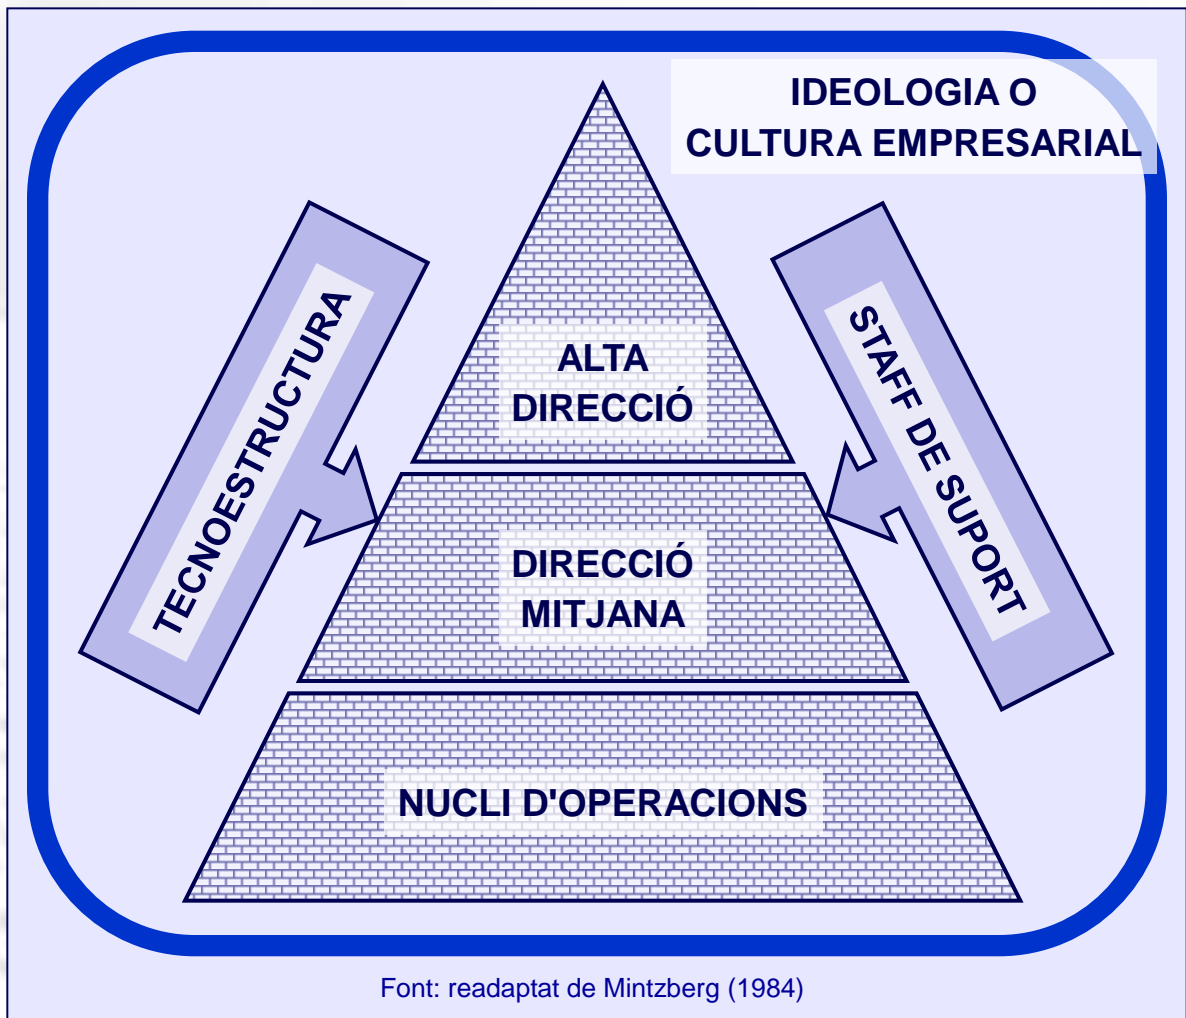 IDEOLOGIA O
CULTURA EMPRESARIAL
TECNOESTRUCTURA
STAFF DE SUPORT
ALTA
DIRECCIÓ
DIRECCIÓ
MITJANA
NUCLI D'OPERACIONS
Font: readaptat de Mintzberg (1984)